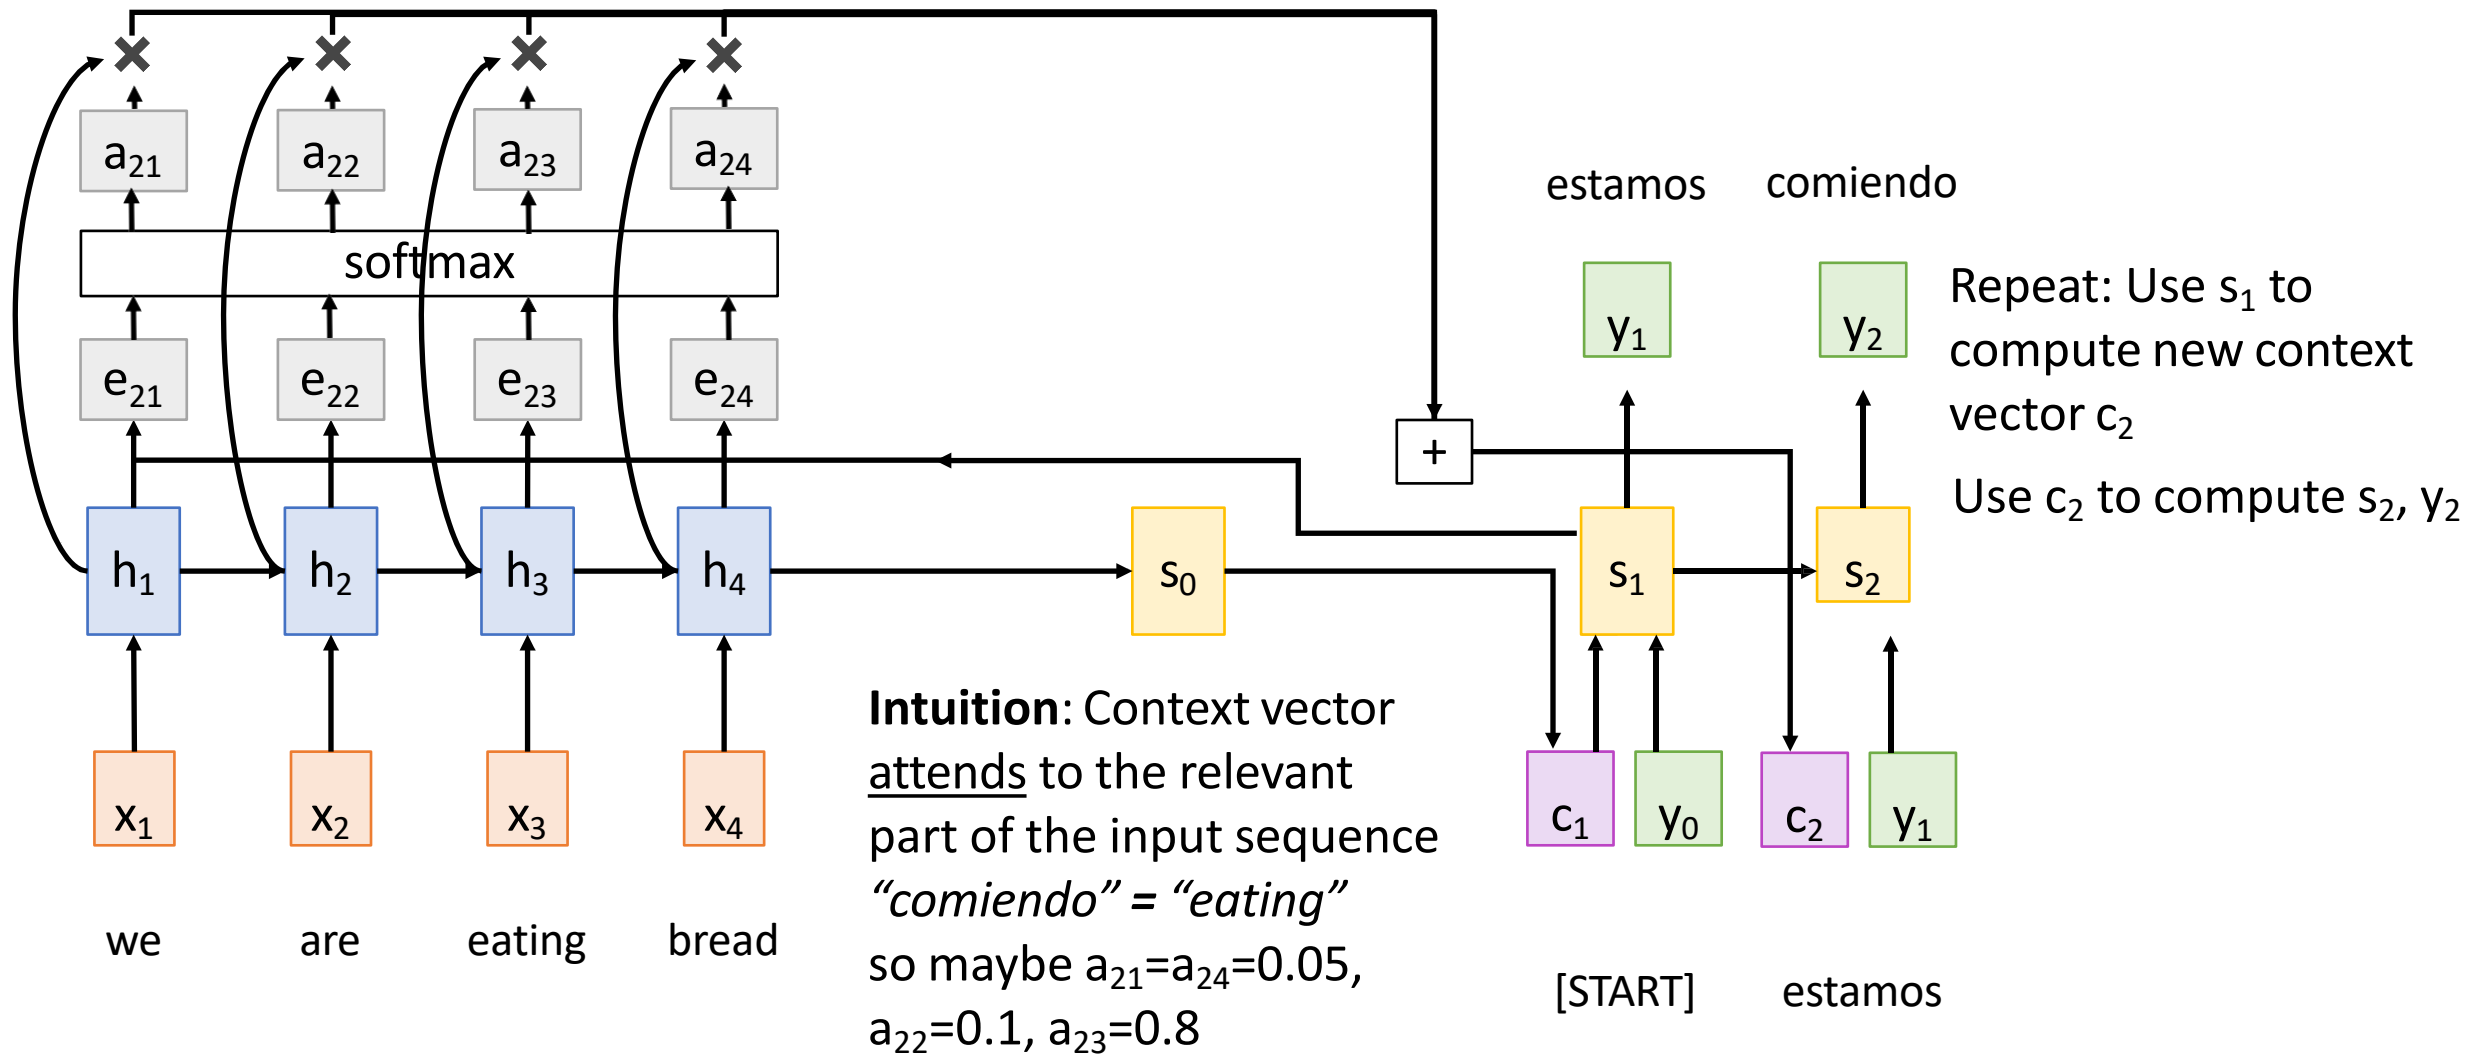 a₂₁ a₂₂ a₂₃ a₂₄
estamos comiendo
softmax
y₁ y₂
Repeat: Use s₁ to
compute new context
vector c₂
e₂₁ e₂₂ e₂₃ e₂₄
+
Use c₂ to compute s₂, y₂
h₁ h₂ h₃ h₄ s₀ s₁ s₂
Intuition: Context vector
attends to the relevant
part of the input sequence
“comiendo” = “eating”
so maybe a₂₁=a₂₄=0.05,
a₂₂=0.1, a₂₃=0.8
x₁ x₂ x₃ x₄
c₁ y₀ c₂ y₁
we are eating bread
[START] estamos